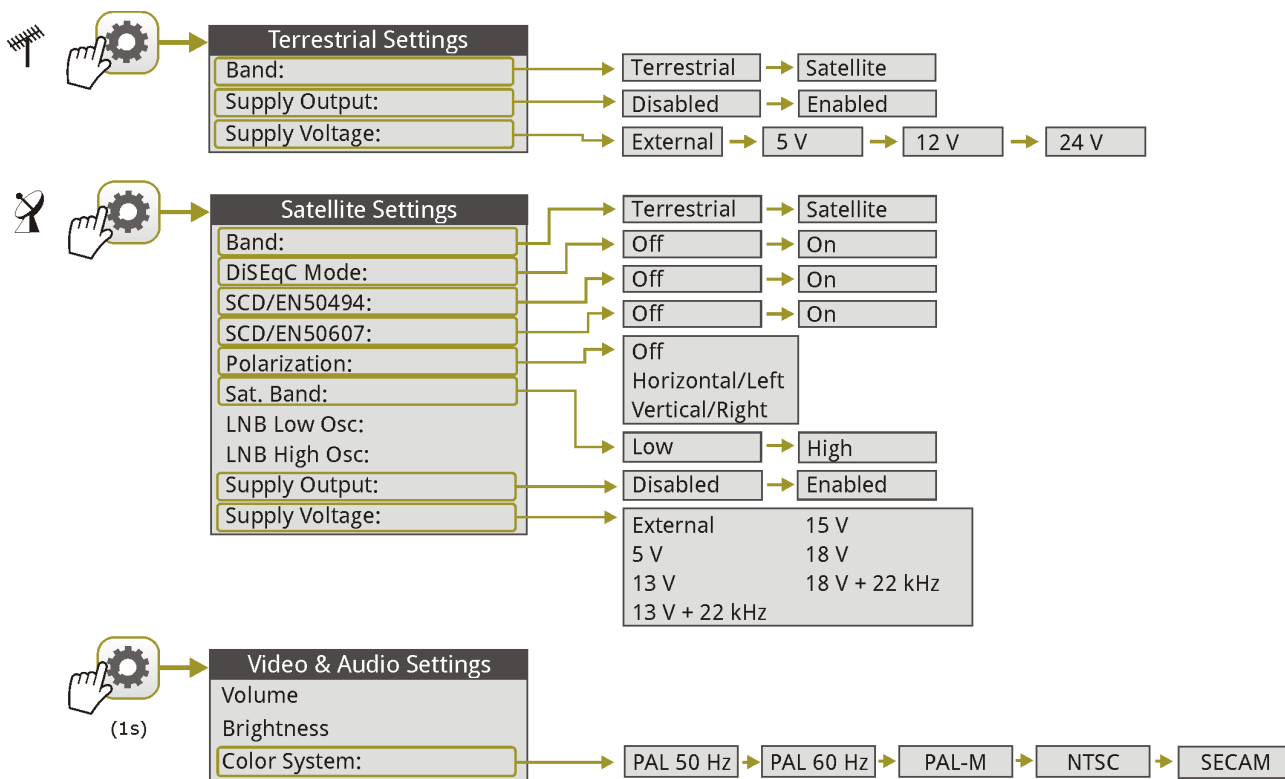 Terrestrial Settings
Band:
Terrestrial
Satellite
Supply Output:
Disabled
Enabled
Supply Voltage:
External
5 V
12 V
24 V
Satellite Settings
Band:
Terrestrial
Satellite
DiSEqC Mode:
Off
On
SCD/EN50494:
Off
On
SCD/EN50607:
Off
On
Polarization:
Off
Horizontal/Left
Vertical/Right
Sat. Band:
Low
High
LNB Low Osc:
LNB High Osc:
Supply Output:
Disabled
Enabled
Supply Voltage:
External
5 V
13 V
13 V + 22 kHz
15 V
18 V
18 V + 22 kHz
(1s)
Video & Audio Settings
Volume
Brightness
Color System:
PAL 50 Hz
PAL 60 Hz
PAL-M
NTSC
SECAM